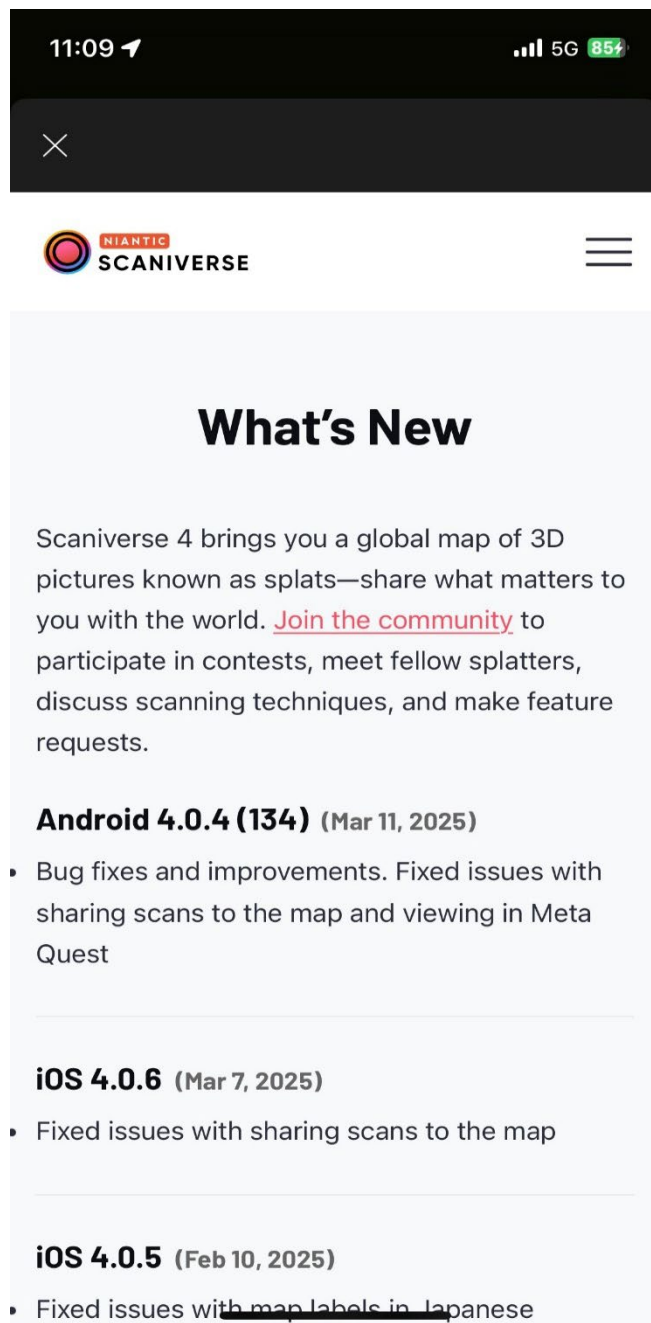 11:09
5G 85
NIANTIC
SCANIVERSE
What's New
Scaniverse 4 brings you a global map of 3D
pictures known as splats—share what matters to
you with the world. Join the community to
participate in contests, meet fellow splatters,
discuss scanning techniques, and make feature
requests.
Android 4.0.4 (134) (Mar 11, 2025)
• Bug fixes and improvements. Fixed issues with
sharing scans to the map and viewing in Meta
Quest
iOS 4.0.6 (Mar 7, 2025)
• Fixed issues with sharing scans to the map
iOS 4.0.5 (Feb 10, 2025)
• Fixed issues with map labels in Japanese